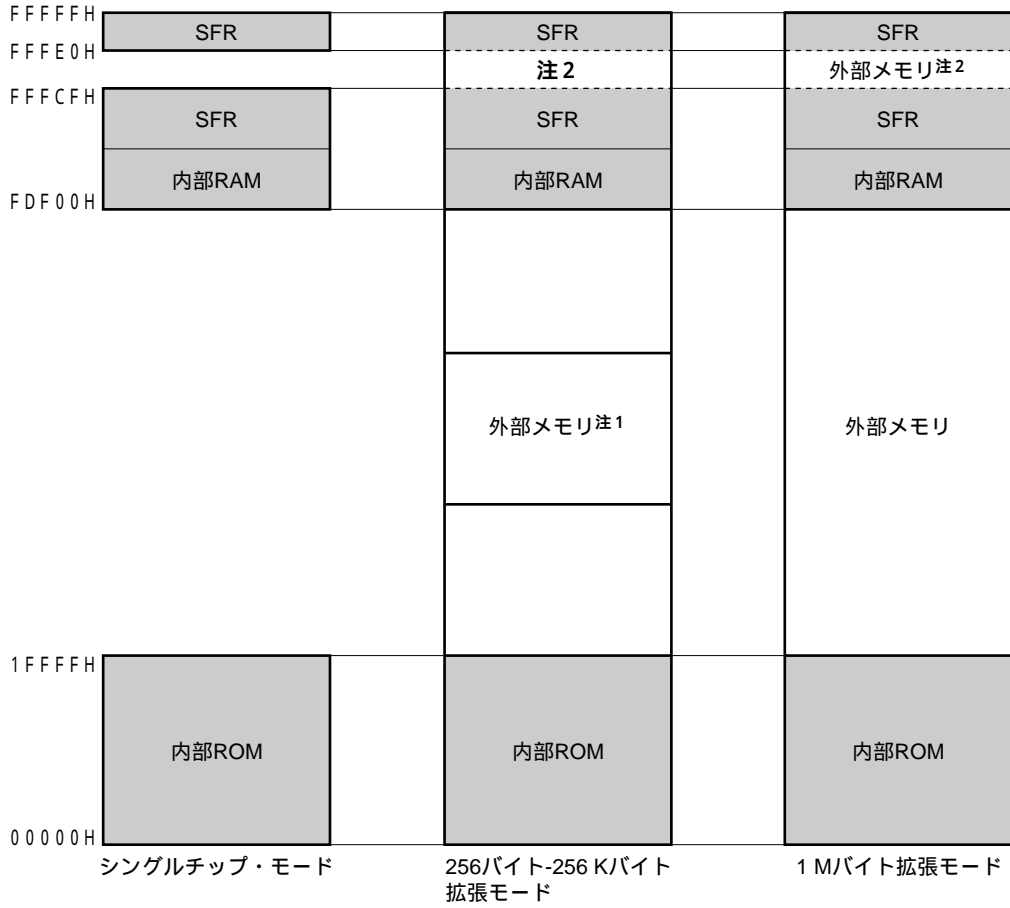 FFFFFH
SFR
SFR
SFR
FFFE0H
注2
外部メモリ注2
FFFCFH
SFR
SFR
SFR
内部RAM
内部RAM
内部RAM
FDF00H
外部メモリ注1
外部メモリ
1FFFFH
内部ROM
内部ROM
内部ROM
00000H
シングルチップ・モード
256バイト-256 Kバイト
拡張モード
1 Mバイト拡張モード